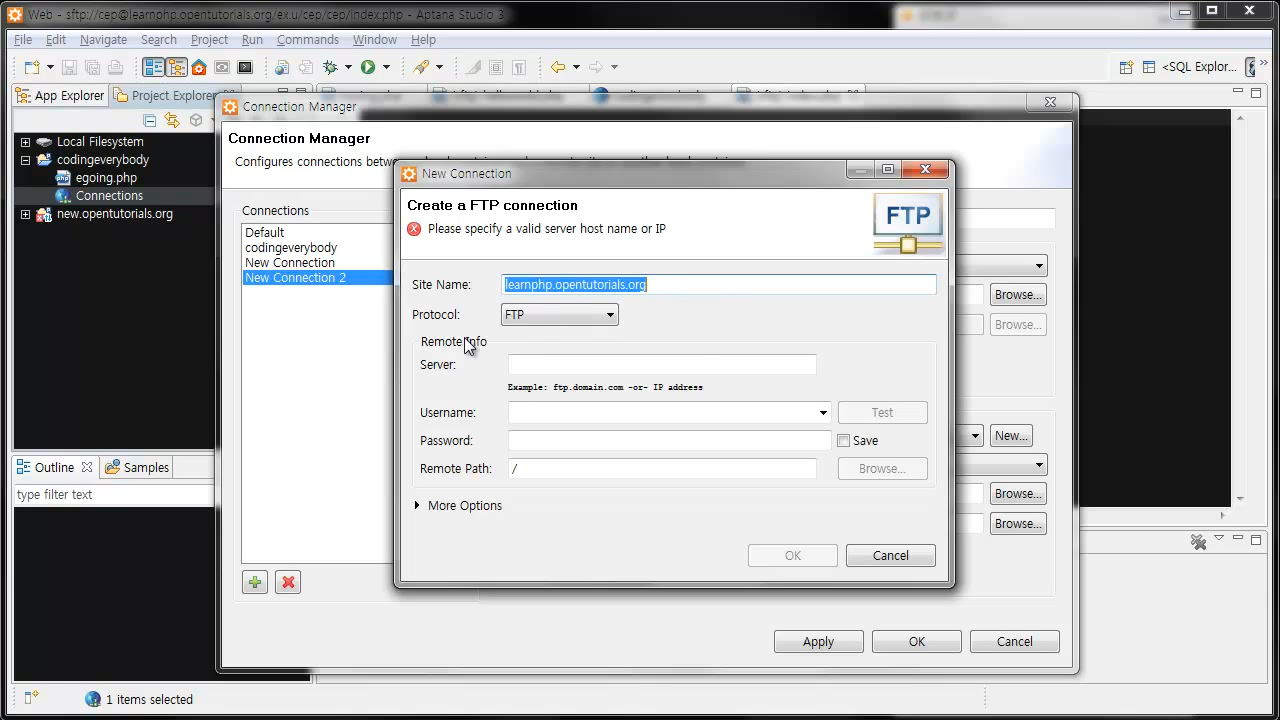 Web - sftp://cep@learnphp.opentutorials.org/ex.u/cep/cep/index.php - Aptana Studio 3
File Edit Navigate Search Project Run Commands Window Help
<SQL Explor...
App Explorer
Project Explorer
Local Filesystem
codingeverybody
egoing.php
Connections
new.opentutorials.org
Outline
Samples
type filter text
1 items selected
Connection Manager
Connection Manager
Configures connections betw
Connections
Default
codingeverybody
New Connection
New Connection 2
Browse...
Browse...
New...
Browse...
Browse...
Apply
OK
Cancel
New Connection
Create a FTP connection
Please specify a valid server host name or IP
FTP
Site Name: learnphp.opentutorials.org
Protocol: FTP
Remote Info
Server:
Example: ftp.domain.com -or- IP address
Username:
Test
Password:
Save
Remote Path: /
Browse...
More Options
OK
Cancel